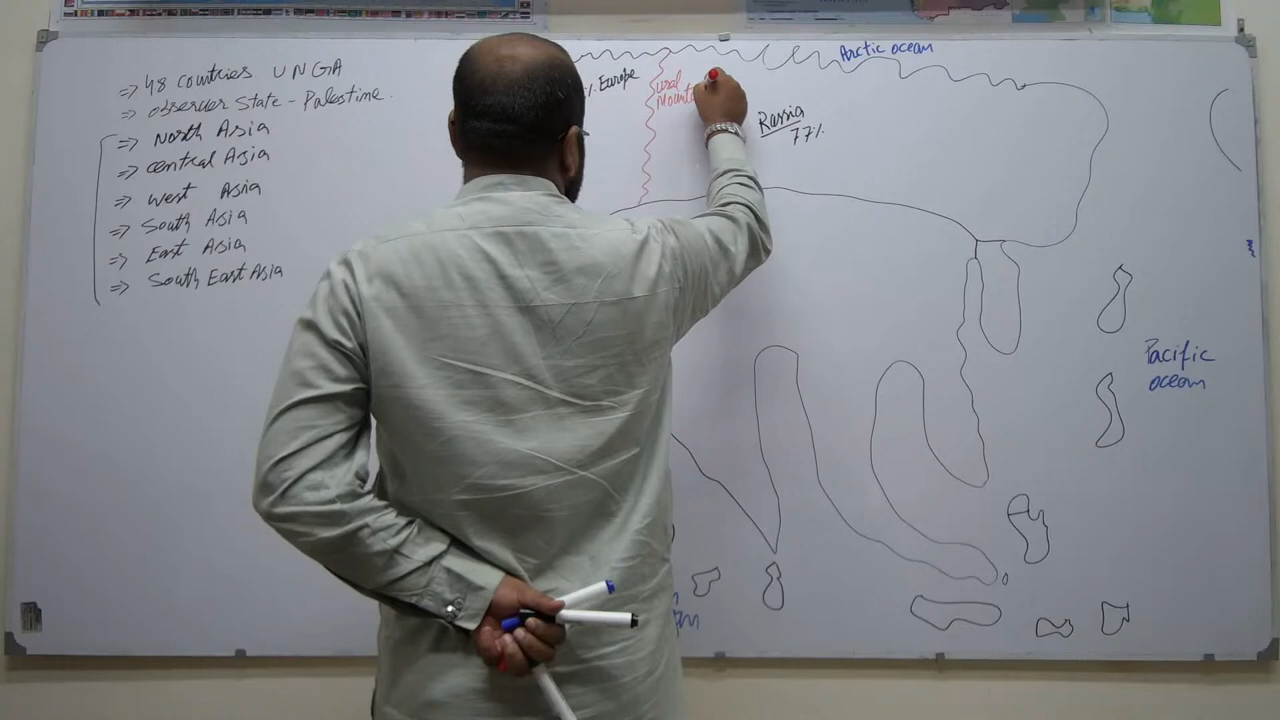 => 48 countries UNGA
=> observer State - Palestine.
=> North Asia
=> central Asia
=> West Asia
=> South Asia
=> East Asia
=> South East Asia
% Europe
Ural
Arctic ocean
Russia
77%
Pacific
ocean